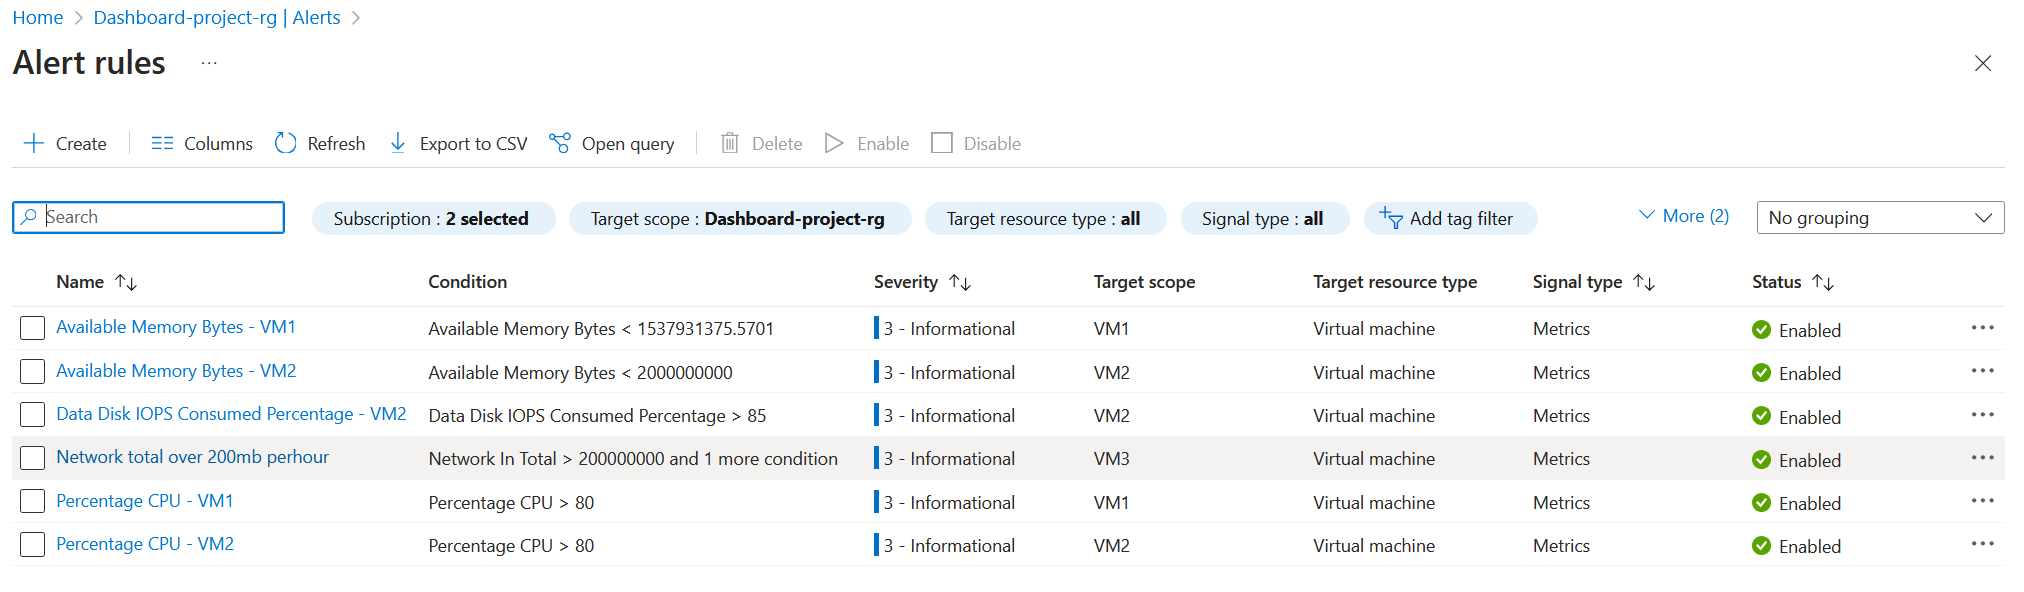 Home > Dashboard-project-rg | Alerts >
Alert rules ...
Create Columns Refresh Export to CSV Open query Delete Enable Disable
Search Subscription : 2 selected Target scope : Dashboard-project-rg Target resource type : all Signal type : all Add tag filter More (2) No grouping
Name Condition Severity Target scope Target resource type Signal type Status
Available Memory Bytes - VM1 Available Memory Bytes < 1537931375.5701 3 - Informational VM1 Virtual machine Metrics Enabled ...
Available Memory Bytes - VM2 Available Memory Bytes < 2000000000 3 - Informational VM2 Virtual machine Metrics Enabled ...
Data Disk IOPS Consumed Percentage - VM2 Data Disk IOPS Consumed Percentage > 85 3 - Informational VM2 Virtual machine Metrics Enabled ...
Network total over 200mb perhour Network In Total > 200000000 and 1 more condition 3 - Informational VM3 Virtual machine Metrics Enabled ...
Percentage CPU - VM1 Percentage CPU > 80 3 - Informational VM1 Virtual machine Metrics Enabled ...
Percentage CPU - VM2 Percentage CPU > 80 3 - Informational VM2 Virtual machine Metrics Enabled ...